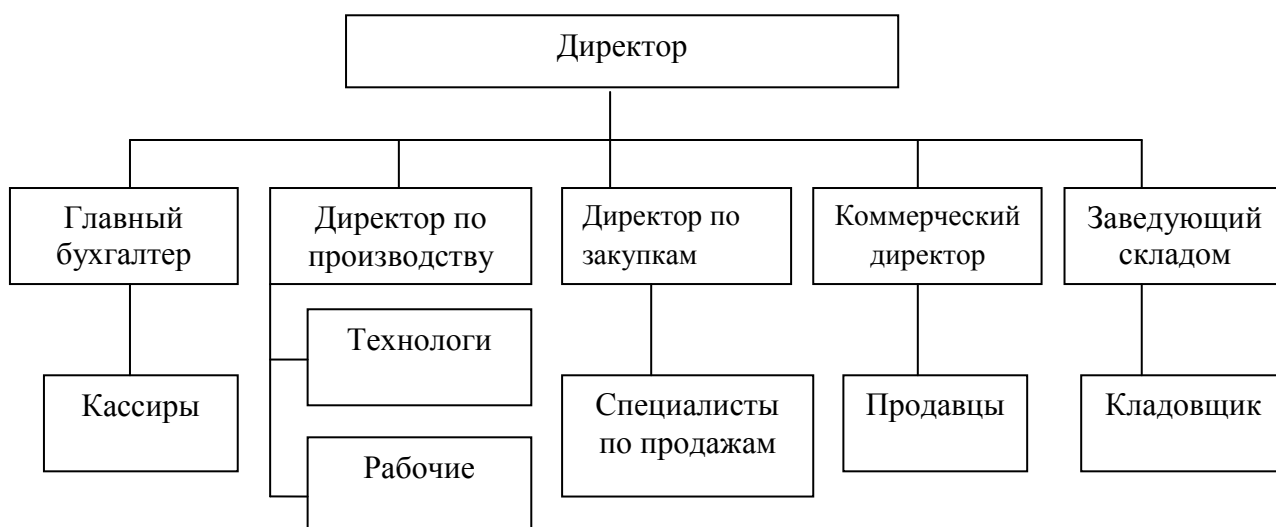 Директор
Главный
бухгалтер
Директор по
производству
Директор по
закупкам
Коммерческий
директор
Заведующий
складом
Технологи
Кассиры
Специалисты
по продажам
Продавцы
Кладовщик
Рабочие